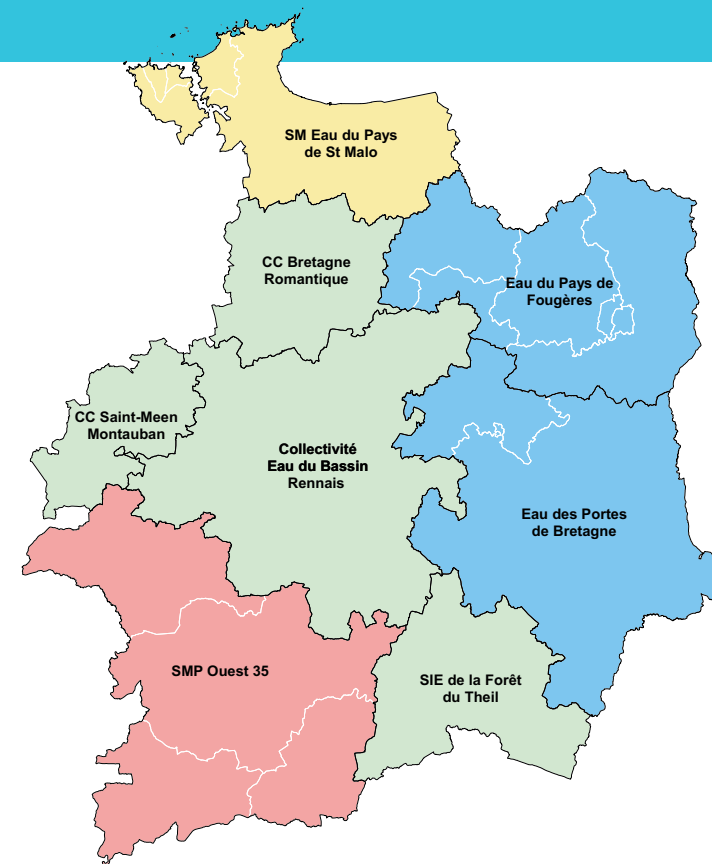 SM Eau du Pays
de St Malo
CC Bretagne
Romantique
Eau du Pays de
Fougères
CC Saint-Meen
Montauban
Collectivité
Eau du Bassin
Rennais
Eau des Portes
de Bretagne
SMP Ouest 35
SIE de la Forêt
du Theil